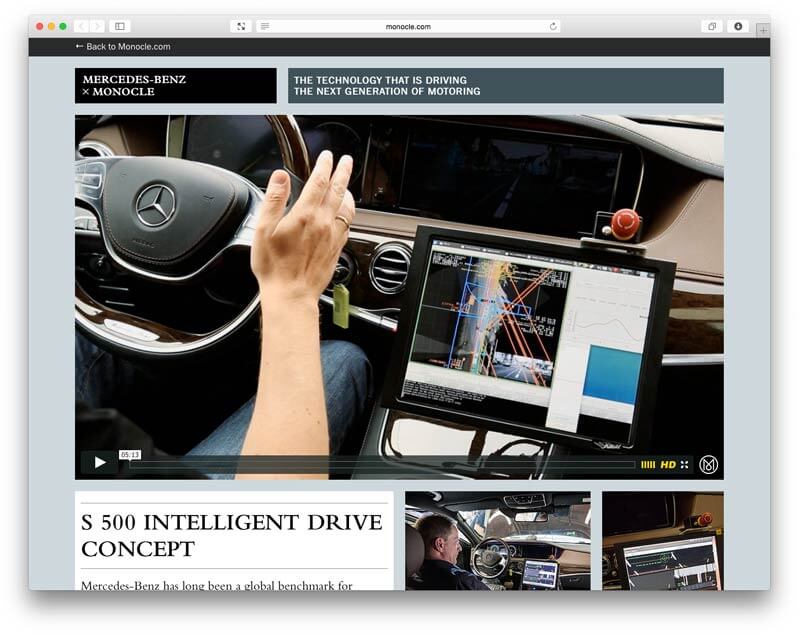 monocle.com
← Back to Monocle.com
MERCEDES-BENZ
× MONOCLE
THE TECHNOLOGY THAT IS DRIVING
THE NEXT GENERATION OF MOTORING
05:13
HD
S 500 INTELLIGENT DRIVE
CONCEPT
Mercedes-Benz has long been a global benchmark for